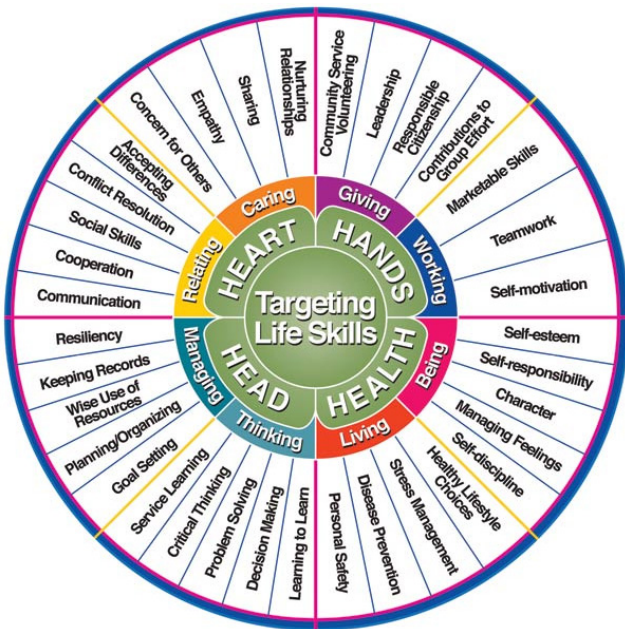 Targeting
Life Skills
HEART
HANDS
HEALTH
HEAD
Caring
Giving
Working
Being
Living
Thinking
Managing
Relating
Nurturing
Relationships
Sharing
Empathy
Concern for Others
Accepting
Differences
Conflict Resolution
Social Skills
Cooperation
Communication
Community Service
Volunteering
Leadership
Responsible
Citizenship
Contributions to
Group Effort
Marketable Skills
Teamwork
Self-motivation
Self-esteem
Self-responsibility
Character
Managing Feelings
Self-discipline
Healthy Lifestyle
Choices
Stress Management
Disease Prevention
Personal Safety
Learning to Learn
Decision Making
Problem Solving
Critical Thinking
Service Learning
Goal Setting
Planning/Organizing
Wise Use of
Resources
Keeping Records
Resiliency